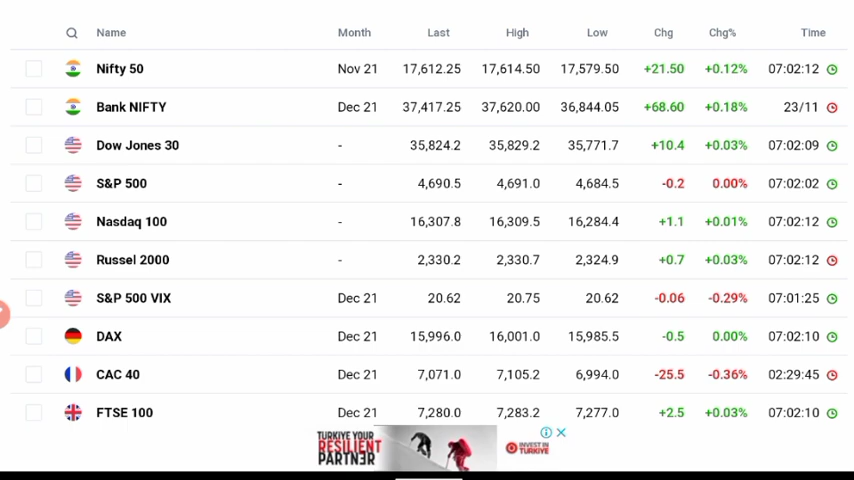 Name Month Last High Low Chg Chg% Time
Nifty 50 Nov 21 17,612.25 17,614.50 17,579.50 +21.50 +0.12% 07:02:12
Bank NIFTY Dec 21 37,417.25 37,620.00 36,844.05 +68.60 +0.18% 23/11
Dow Jones 30 - 35,824.2 35,829.2 35,771.7 +10.4 +0.03% 07:02:09
S&P 500 - 4,690.5 4,691.0 4,684.5 -0.2 0.00% 07:02:02
Nasdaq 100 - 16,307.8 16,309.5 16,284.4 +1.1 +0.01% 07:02:12
Russel 2000 - 2,330.2 2,330.7 2,324.9 +0.7 +0.03% 07:02:12
S&P 500 VIX Dec 21 20.62 20.75 20.62 -0.06 -0.29% 07:01:25
DAX Dec 21 15,996.0 16,001.0 15,985.5 -0.5 0.00% 07:02:10
CAC 40 Dec 21 7,071.0 7,105.2 6,994.0 -25.5 -0.36% 02:29:45
FTSE 100 Dec 21 7,280.0 7,283.2 7,277.0 +2.5 +0.03% 07:02:10
TURKIYE YOUR
RESILIENT
PARTNER
INVEST IN
TURKIYE